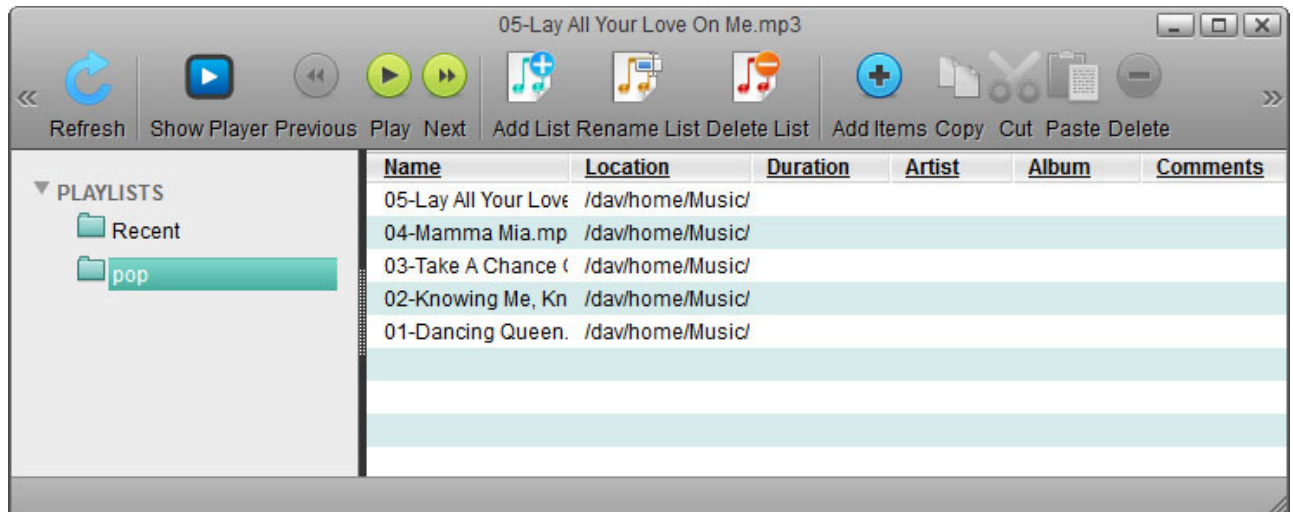 05-Lay All Your Love On Me.mp3
Refresh Show Player Previous Play Next Add List Rename List Delete List Add Items Copy Cut Paste Delete
Name Location Duration Artist Album Comments
PLAYLISTS
Recent
pop
05-Lay All Your Love /dav/home/Music/
04-Mamma Mia.mp /dav/home/Music/
03-Take A Chance /dav/home/Music/
02-Knowing Me, Kn /dav/home/Music/
01-Dancing Queen. /dav/home/Music/